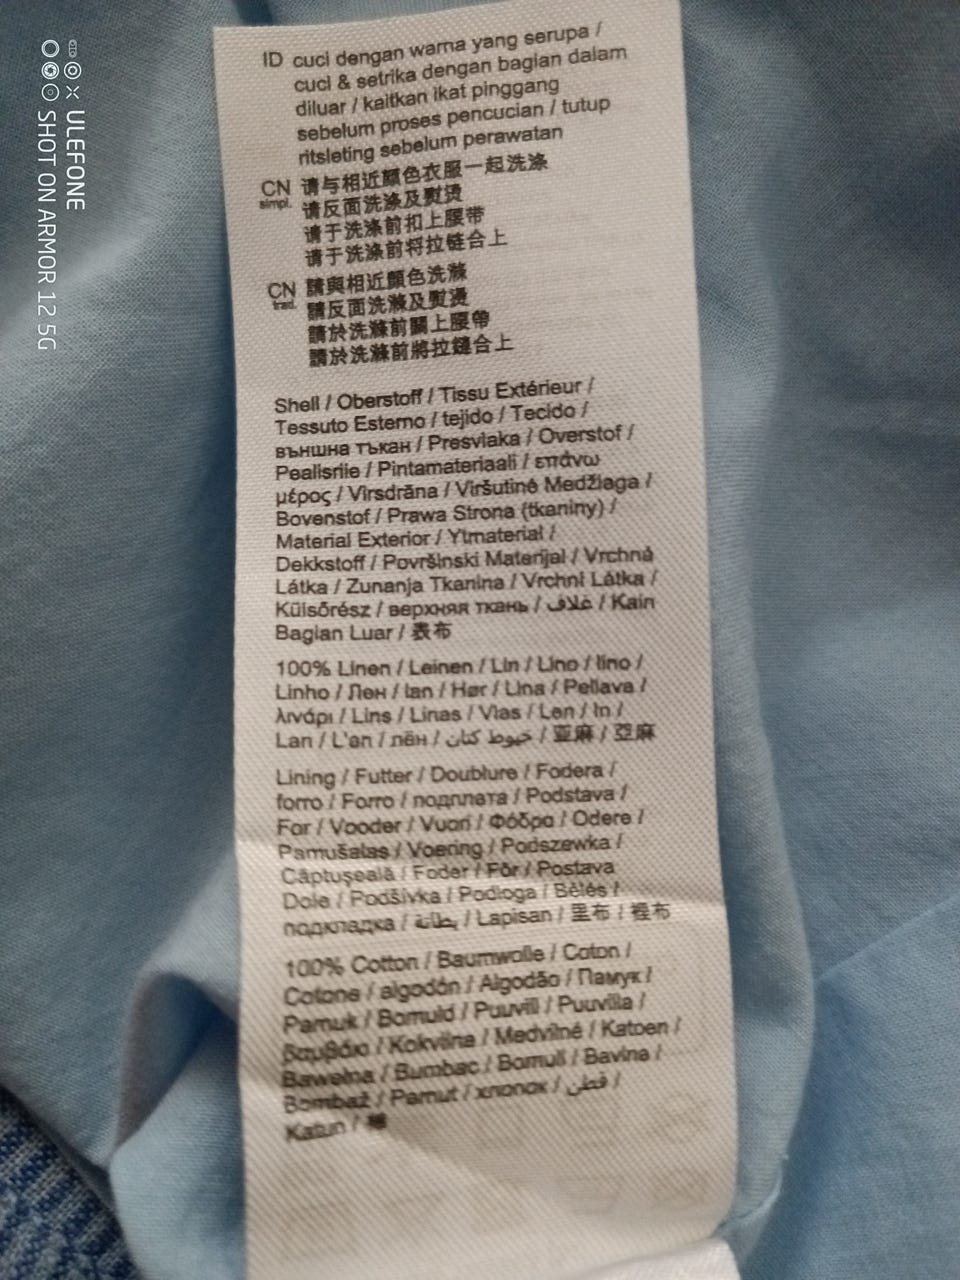 ID cuci dengan warna yang serupa /
cuci & setrika dengan bagian dalam
diluar / kaitkan ikat pinggang
sebelum proses pencucian / tutup
ritsleting sebelum perawatan
CN simpl. 请与相近颜色衣服一起洗涤
请反面洗涤及熨烫
请于洗涤前扣上腰带
请于洗涤前将拉链合上
CN trad. 請與相近顏色洗滌
請反面洗滌及熨燙
請於洗滌前關上腰帶
請於洗滌前將拉鏈合上
Shell / Oberstoff / Tissu Extérieur /
Tessuto Esterno / tejido / Tecido /
външна тъкан / Presvlaka / Overstof /
Pealisriie / Pintamateriaali / επάνω
μέρος / Virsdrāna / Viršutinė Medžiaga /
Bovenstof / Prawa Strona (tkaniny) /
Material Exterior / Ytmaterial /
Dekkstoff / Površinski Materijal / Vrchná
Látka / Zunanja Tkanina / Vrchní Látka /
Külsőrész / верхняя ткань / غلاف / Kain
Bagian Luar / 表布
100% Linen / Leinen / Lin / Lino / lino /
Linho / Лен / lan / Hør / Lina / Pellava /
λινάρι / Lins / Linas / Vlas / Len / In /
Lan / L'an / лён / خيوط كتان / 亚麻 / 亞麻
Lining / Futter / Doublure / Fodera /
forro / Forro / подплата / Podstava /
For / Vooder / Vuori / Φόδρα / Odere /
Pamušalas / Voering / Podszewka /
Căptușeală / Foder / Fôr / Postava
Dole / Podšívka / Podloga / Bélés /
подкладка / بطانة / Lapisan / 里布 / 裡布
100% Cotton / Baumwolle / Coton /
Cotone / algodón / Algodão / Памук /
Pamuk / Bomuld / Puuvill / Puuvilla /
βαμβάκι / Kokvilna / Medvilnė / Katoen /
Bawełna / Bumbac / Bomull / Bavlna /
Bombaž / Pamut / хлопок / قطن /
Katun / 棉
ULEFONE
SHOT ON ARMOR 12 5G